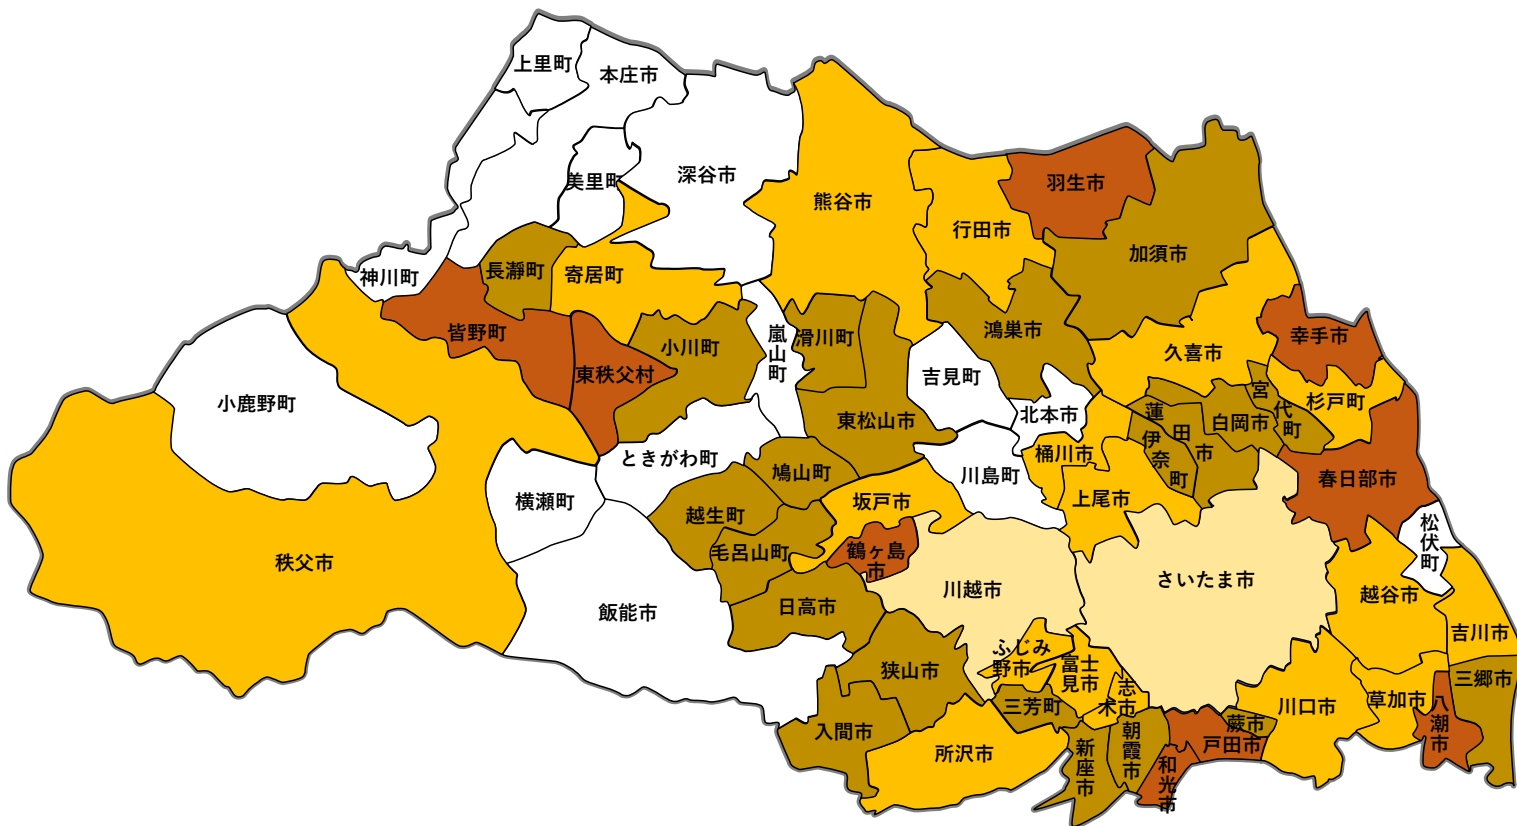 上里町
本庄市
美里町
深谷市
神川町
長瀞町
寄居町
熊谷市
行田市
羽生市
加須市
皆野町
東秩父村
小川町
嵐山町
滑川町
鴻巣市
吉見町
久喜市
幸手市
小鹿野町
東松山市
北本市
蓮田市
白岡市
宮代町
杉戸町
ときがわ町
鳩山町
川島町
桶川市
伊奈町
上尾市
春日部市
横瀬町
越生町
坂戸市
松伏町
秩父市
毛呂山町
鶴ヶ島市
川越市
さいたま市
越谷市
飯能市
日高市
吉川市
狭山市
ふじみ
野市
富士
見市
志
木市
三芳町
川口市
草加市
八潮市
三郷市
入間市
所沢市
新座市
朝霞市
和光市
蕨市
戸田市